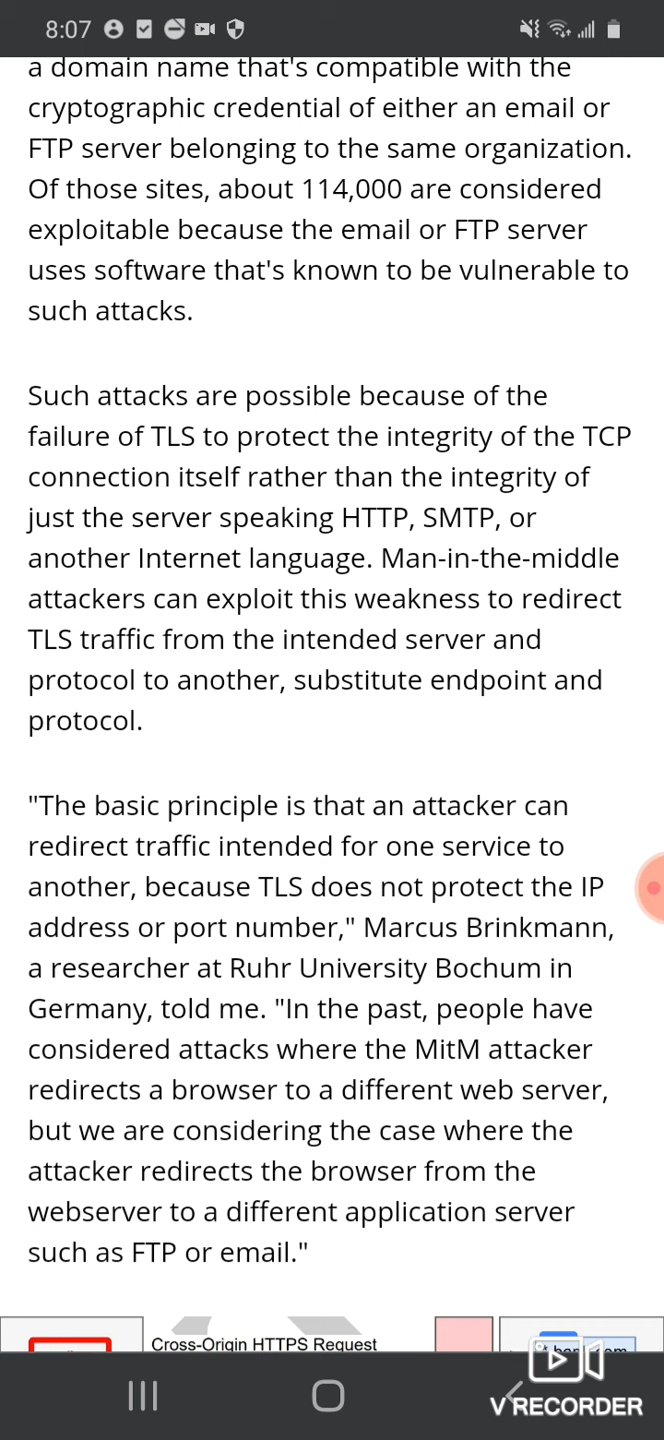 8:07
a domain name that's compatible with the
cryptographic credential of either an email or
FTP server belonging to the same organization.
Of those sites, about 114,000 are considered
exploitable because the email or FTP server
uses software that's known to be vulnerable to
such attacks.
Such attacks are possible because of the
failure of TLS to protect the integrity of the TCP
connection itself rather than the integrity of
just the server speaking HTTP, SMTP, or
another Internet language. Man-in-the-middle
attackers can exploit this weakness to redirect
TLS traffic from the intended server and
protocol to another, substitute endpoint and
protocol.
"The basic principle is that an attacker can
redirect traffic intended for one service to
another, because TLS does not protect the IP
address or port number," Marcus Brinkmann,
a researcher at Ruhr University Bochum in
Germany, told me. "In the past, people have
considered attacks where the MitM attacker
redirects a browser to a different web server,
but we are considering the case where the
attacker redirects the browser from the
webserver to a different application server
such as FTP or email."
Cross-Origin HTTPS Request
V RECORDER